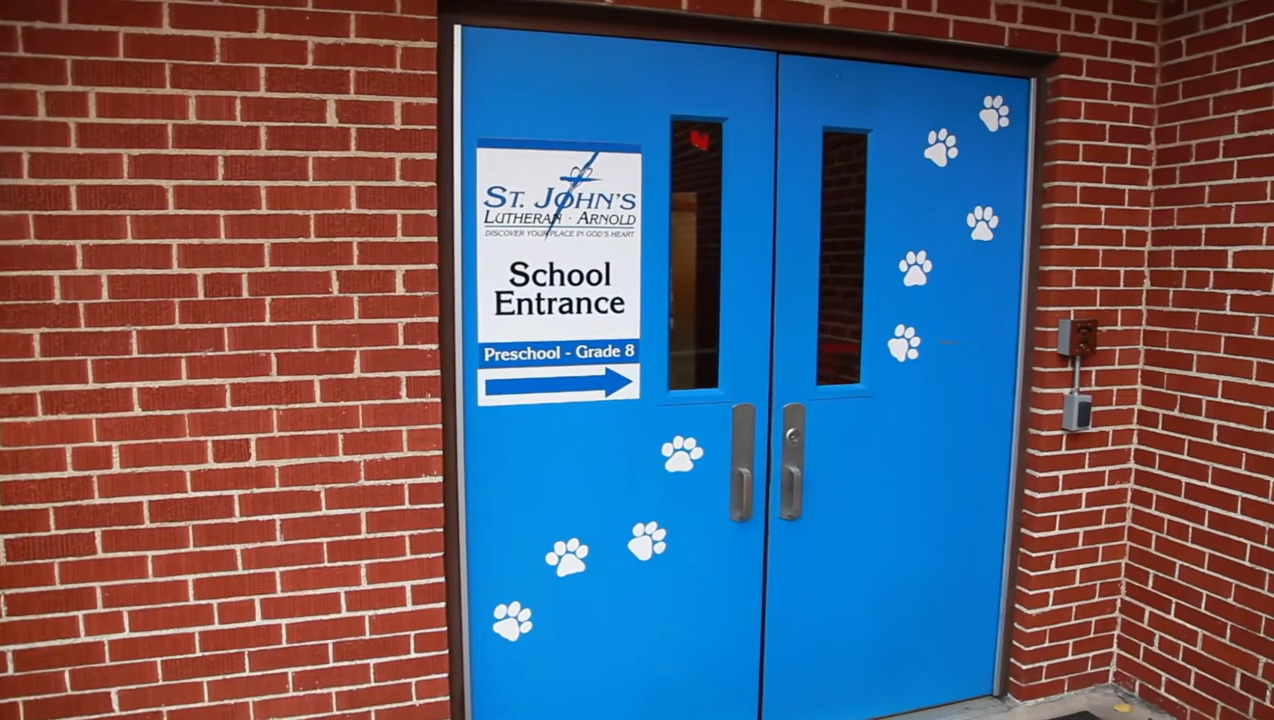 ST. JOHN'S
LUTHERAN · ARNOLD
DISCOVER YOUR PLACE IN GOD'S HEART
School
Entrance
Preschool - Grade 8